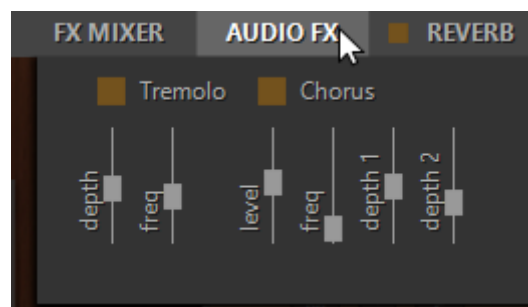 FX MIXER AUDIO FX REVERB
Tremolo Chorus
depth freq level freq depth 1 depth 2